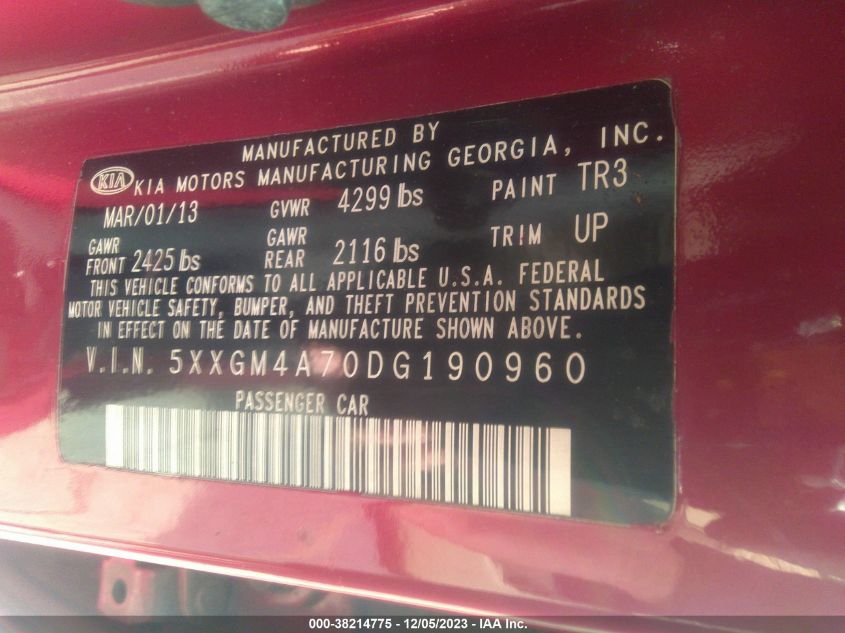 MANUFACTURED BY
KIA KIA MOTORS MANUFACTURING GEORGIA, INC.
MAR/01/13 GVWR 4299 lbs PAINT TR3
GAWR FRONT 2425 lbs GAWR REAR 2116 lbs TRIM UP
THIS VEHICLE CONFORMS TO ALL APPLICABLE U.S.A. FEDERAL
MOTOR VEHICLE SAFETY, BUMPER, AND THEFT PREVENTION STANDARDS
IN EFFECT ON THE DATE OF MANUFACTURE SHOWN ABOVE.
V.I.N. 5XXGM4A70DG190960
PASSENGER CAR
000-38214775 - 12/05/2023 - IAA Inc.